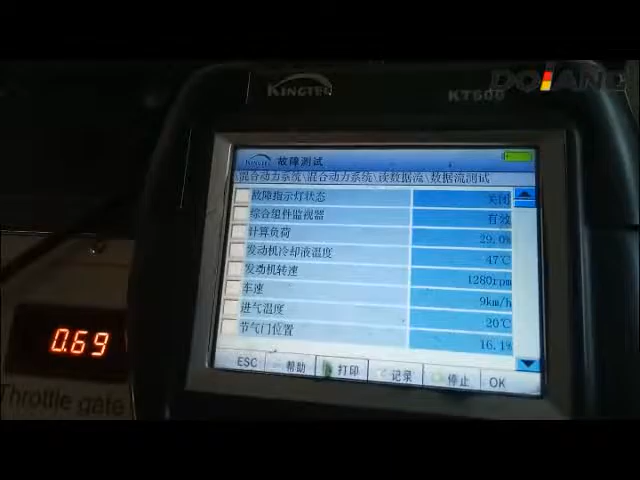 DOLAND
KINGTEC
KT600
KINGTEC 故障测试
混合动力系统\混合动力系统\读数据流\数据流测试
故障指示灯状态 关闭
综合组件监视器 有效
计算负荷 29.0%
发动机冷却液温度 47℃
发动机转速 1280rpm
车速 9km/h
进气温度 20℃
节气门位置 16.1%
ESC 帮助 打印 记录 停止 OK
0.69
Throttle gate